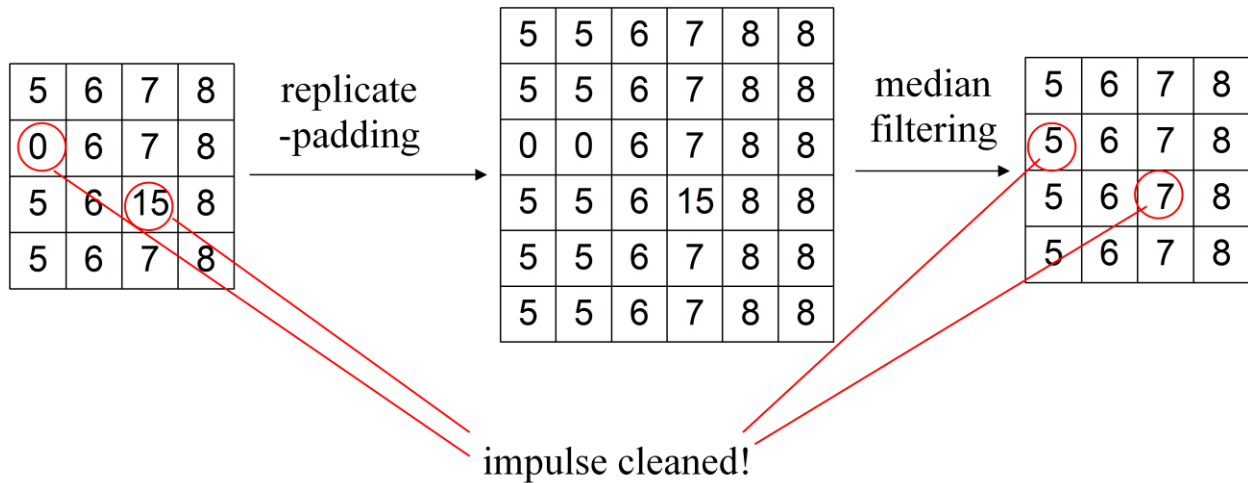 5 6 7 8
0 6 7 8
5 6 15 8
5 6 7 8
replicate
-padding
5 5 6 7 8 8
5 5 6 7 8 8
0 0 6 7 8 8
5 5 6 15 8 8
5 5 6 7 8 8
5 5 6 7 8 8
median
filtering
5 6 7 8
5 6 7 8
5 6 7 8
5 6 7 8
impulse cleaned!